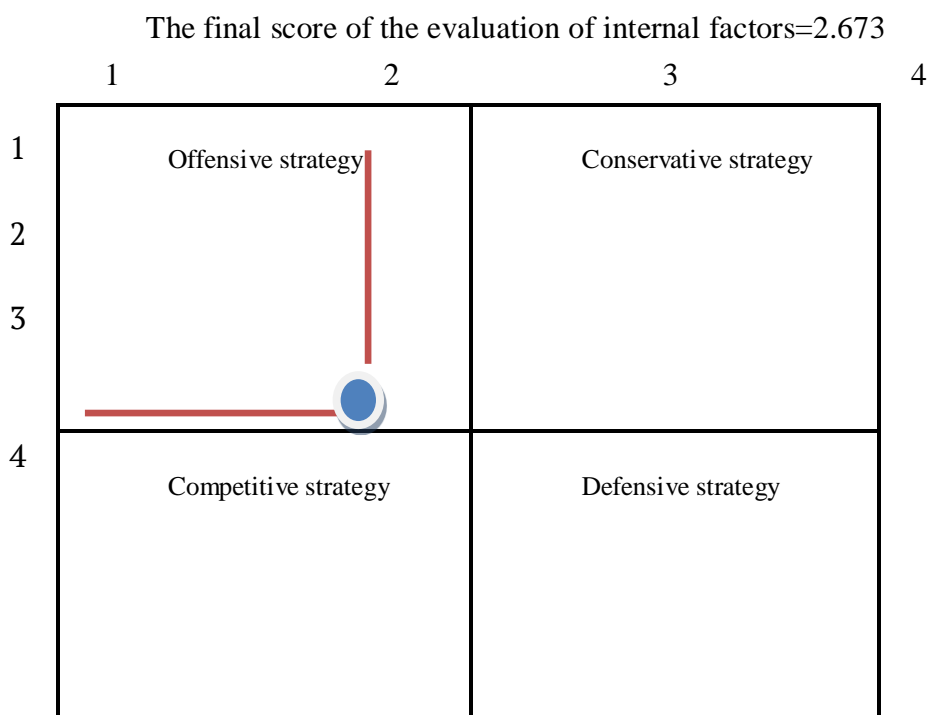 The final score of the evaluation of internal factors=2.673
1 2 3 4
1
Offensive strategy Conservative strategy
2
3
4
Competitive strategy Defensive strategy